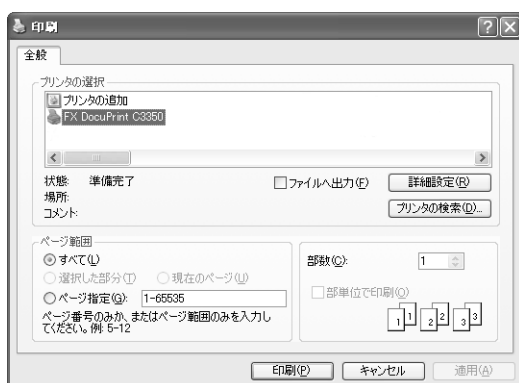 印刷
全般
プリンタの選択
プリンタの追加
FX DocuPrint C3350
状態: 準備完了
場所:
コメント:
ファイルへ出力(F)
詳細設定(R)
プリンタの検索(D)...
ページ範囲
すべて(L)
選択した部分(T) 現在のページ(U)
ページ指定(G): 1-65535
ページ番号のみか、またはページ範囲のみを入力し
てください。例: 5-12
部数(C): 1
部単位で印刷(O)
1 1 2 2 3 3
印刷(P) キャンセル 適用(A)